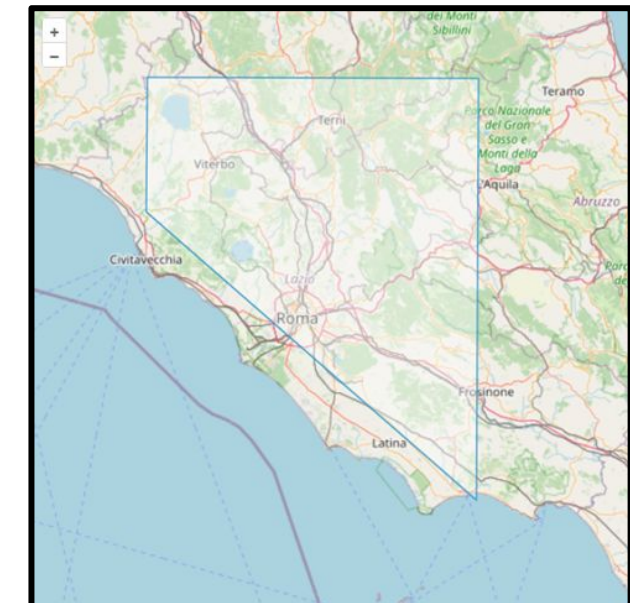 dei Monti
Sibillini
+
−
Teramo
Parco Nazionale
del Gran
Sasso e
Monti della
Laga
Terni
Viterbo
L'Aquila
Abruzzo
Civitavecchia
Lazio
Roma
Frosinone
Latina